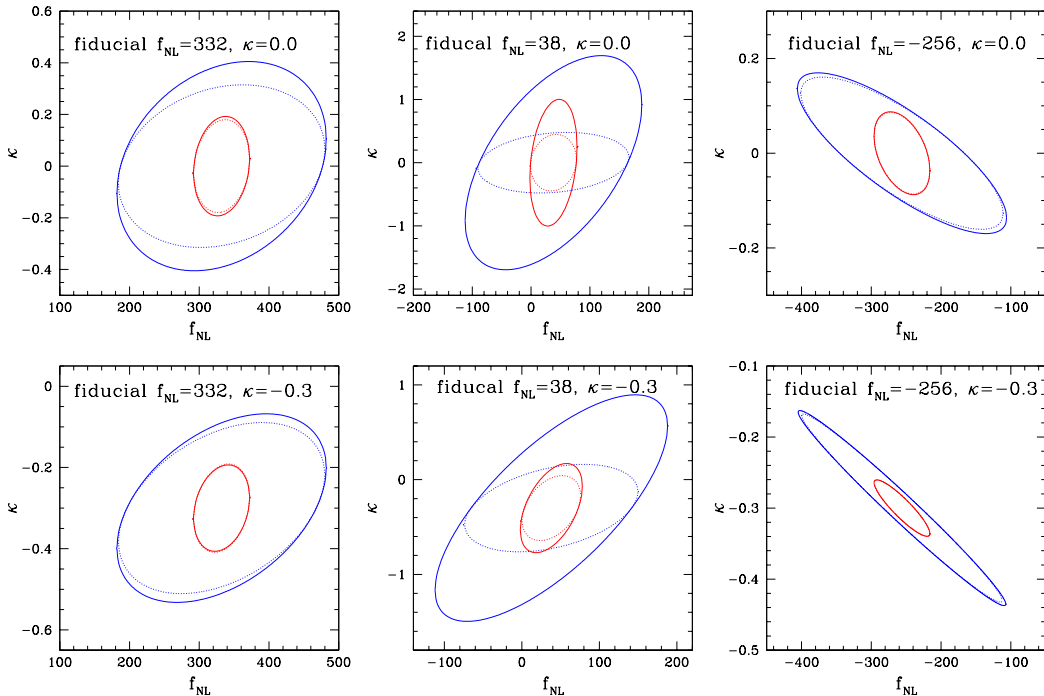 fiducial f_NL=332, κ=0.0
fiducal f_NL=38, κ=0.0
fiducial f_NL=−256, κ=0.0
κ
0.6
0.4
0.2
0
−0.2
−0.4
100 200 300 400 500
f_NL
κ
2
1
0
−1
−2
−200 −100 0 100 200
f_NL
κ
0.2
0
−0.2
−400 −300 −200 −100
f_NL
fiducial f_NL=332, κ=−0.3
fiducal f_NL=38, κ=−0.3
fiducial f_NL=−256, κ=−0.3
κ
0
−0.2
−0.4
−0.6
100 200 300 400 500
f_NL
κ
1
0
−1
−100 0 100 200
f_NL
κ
−0.1
−0.2
−0.3
−0.4
−0.5
−400 −300 −200 −100
f_NL